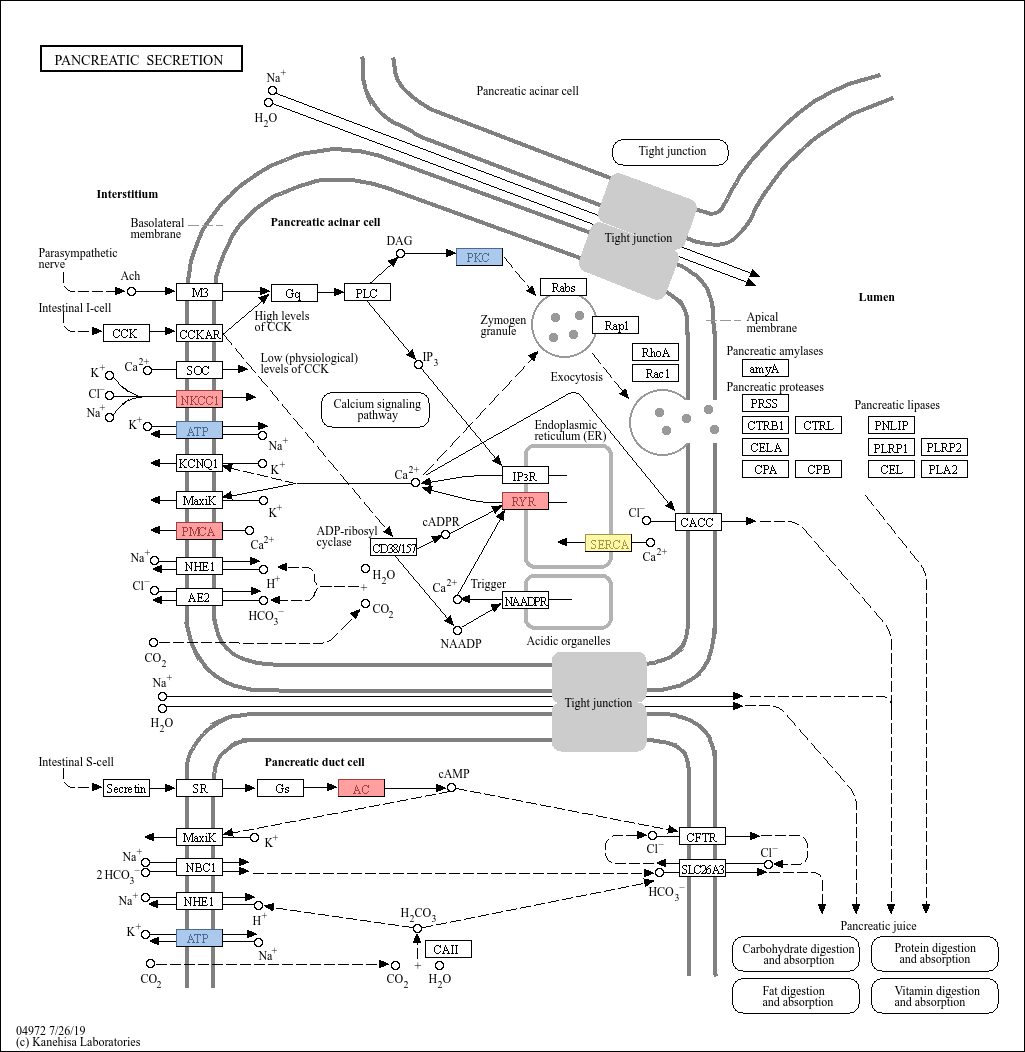 PANCREATIC SECRETION
Na+
H2O
Pancreatic acinar cell
Tight junction
Tight junction
Interstitium
Basolateral
membrane
Pancreatic acinar cell
DAG
PKC
Parasympathetic
nerve
Ach
M3
Gq
PLC
Rabs
Lumen
Intestinal I-cell
CCK
CCKAR
High levels
of CCK
Zymogen
granule
Rap1
Apical
membrane
Ca2+
SOC
Low (physiological)
levels of CCK
IP3
RhoA
Rac1
Exocytosis
Pancreatic amylases
amyA
Pancreatic proteases
PRSS
CTRB1
CTRL
CELA
CPA
CPB
Pancreatic lipases
PNLIP
PLRP1
PLRP2
CEL
PLA2
K+
Cl−
Na+
NKCC1
K+
ATP
Na+
Calcium signaling
pathway
Endoplasmic
reticulum (ER)
KCNQ1
K+
Ca2+
IP3R
MaxiK
K+
RYR
PMCA
Ca2+
ADP-ribosyl
cyclase
cADPR
CD38/157
Cl−
CACC
SERCA
Ca2+
Na+
NHE1
H+
H2O
+
CO2
Cl−
AE2
HCO3−
Ca2+
Trigger
NAADPR
NAADP
Acidic organelles
CO2
Na+
H2O
Tight junction
Intestinal S-cell
Pancreatic duct cell
cAMP
Secretin
SR
Gs
AC
MaxiK
K+
CFTR
Cl−
Cl−
Na+
2 HCO3−
NBC1
SLC26A3
HCO3−
Na+
NHE1
H+
H2CO3
K+
ATP
Na+
CAII
CO2
CO2
+
H2O
Pancreatic juice
Carbohydrate digestion
and absorption
Protein digestion
and absorption
Fat digestion
and absorption
Vitamin digestion
and absorption
04972 7/26/19
(c) Kanehisa Laboratories